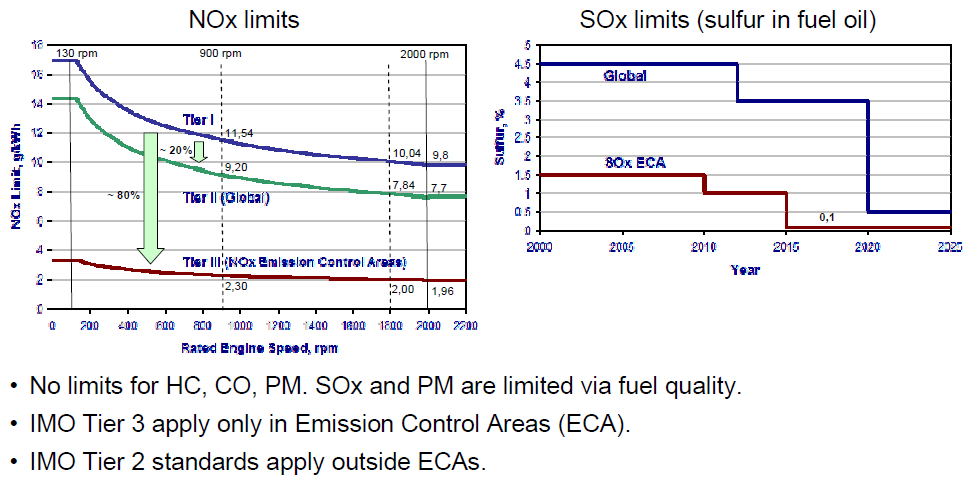 NOx limits
SOx limits (sulfur in fuel oil)
130 rpm
900 rpm
2000 rpm
18
16
14
12
10
8
6
4
2
0
NOx Limit, g/kWh
Tier I
11,54
10,04
9,8
~ 20%
9,20
7,84
7,7
~ 80%
Tier II (Global)
Tier III (NOx Emission Control Areas)
2,30
2,00
1,96
0 200 400 600 800 1000 1200 1400 1600 1800 2000 2200
Rated Engine Speed, rpm
5
4.5
4
3.5
3
2.5
2
1.5
1
0.5
0
Sulfur, %
Global
SOx ECA
0,1
2000 2005 2010 2015 2020 2025
Year
• No limits for HC, CO, PM. SOx and PM are limited via fuel quality.
• IMO Tier 3 apply only in Emission Control Areas (ECA).
• IMO Tier 2 standards apply outside ECAs.